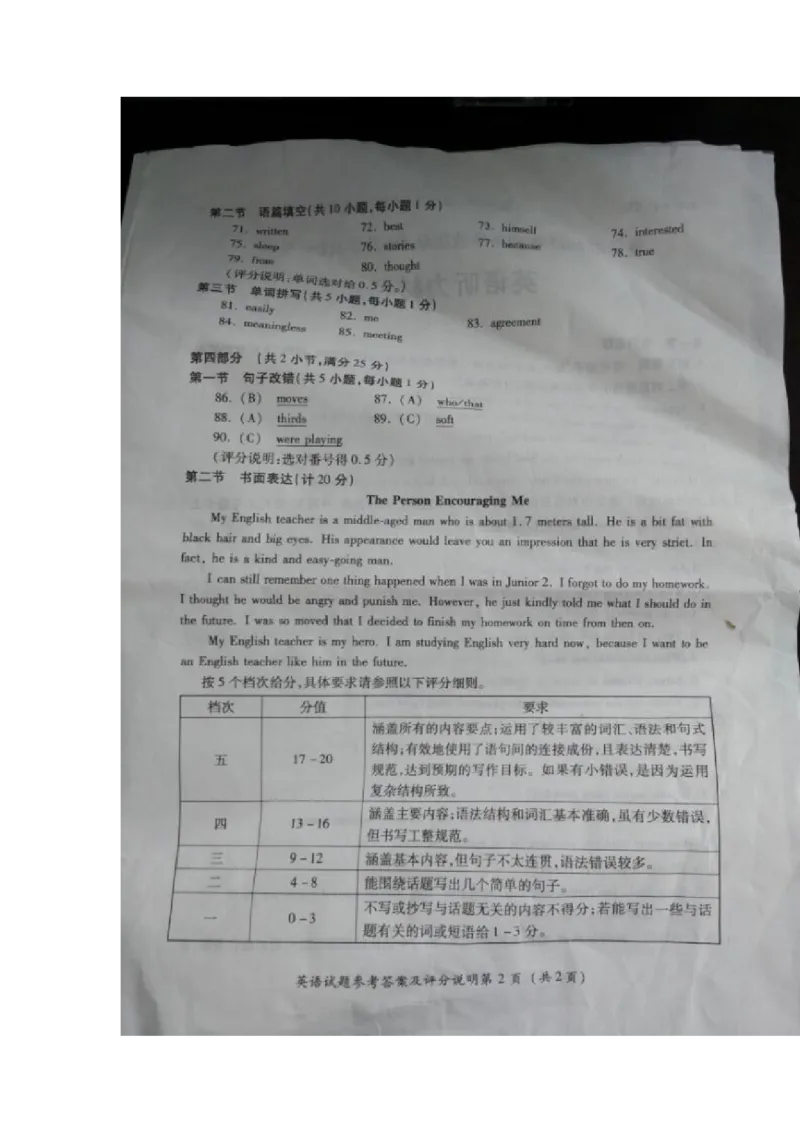 第二节 语篇填空(共10小题,每小题1分)
71. written 72. beat 73. himself 74. interested
75. sleep 76. stories 77. because 78. true
79. from 80. thought
(评分说明:单词选对给0.5分。)
第三节 单词拼写(共5小题,每小题1分)
81. easily 82. me 83. agreement
84. meaningless 85. meeting
第四部分 (共2小节,满分25分)
第一节 句子改错(共5小题,每小题1分)
86. (B) moves 87. (A) who/that
88. (A) thirds 89. (C) soft
90. (C) were playing
(评分说明:选对番号得0.5分)
第二节 书面表达(计20分)
The Person Encouraging Me
My English teacher is a middle-aged man who is about 1.7 meters tall. He is a bit fat with
black hair and big eyes. His appearance would leave you an impression that he is very strict. In
fact, he is a kind and easy-going man.
I can still remember one thing happened when I was in Junior 2. I forgot to do my homework.
I thought he would be angry and punish me. However, he just kindly told me what I should do in
the future. I was so moved that I decided to finish my homework on time from then on.
My English teacher is my hero. I am studying English very hard now, because I want to be
an English teacher like him in the future.
按5个档次给分,具体要求请参照以下评分细则。
档次 分值 要求
涵盖所有的内容要点;运用了较丰富的词汇、语法和句式
结构;有效地使用了语句间的连接成份,且表达清楚,书写
五 17-20
规范,达到预期的写作目标。如果有小错误,是因为运用
复杂结构所致。
四 13-16 涵盖主要内容;语法结构和词汇基本准确,虽有少数错误,
但书写工整规范。
三 9-12 涵盖基本内容,但句子不太连贯,语法错误较多。
二 4-8 能围绕话题写出几个简单的句子。
一 0-3 不写或抄写与话题无关的内容不得分;若能写出一些与话
题有关的词或短语给1-3分。
英语试题参考答案及评分说明第2页(共2页)